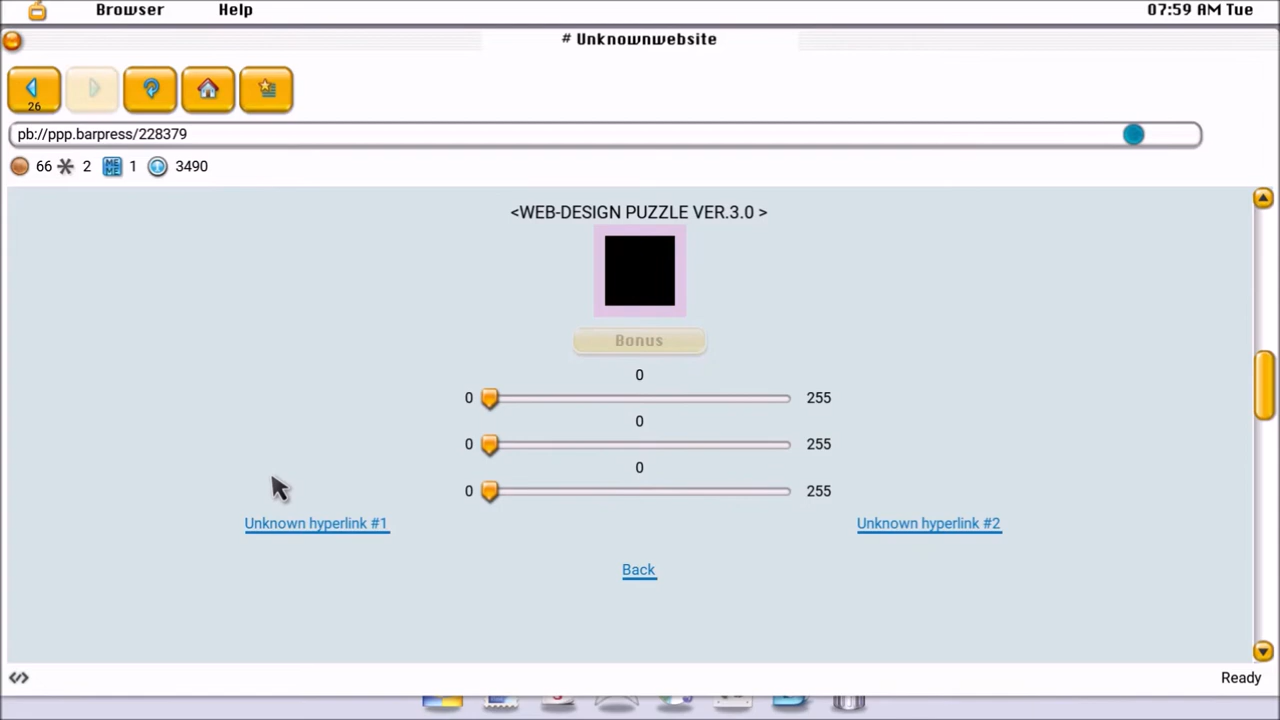 Browser Help 07:59 AM Tue
# Unknownwebsite
26
pb://ppp.barpress/228379
66 2 ME ME 1 3490
<WEB-DESIGN PUZZLE VER.3.0 >
Bonus
0
0 255
0
0 255
0
0 255
Unknown hyperlink #1 Unknown hyperlink #2
Back
Ready